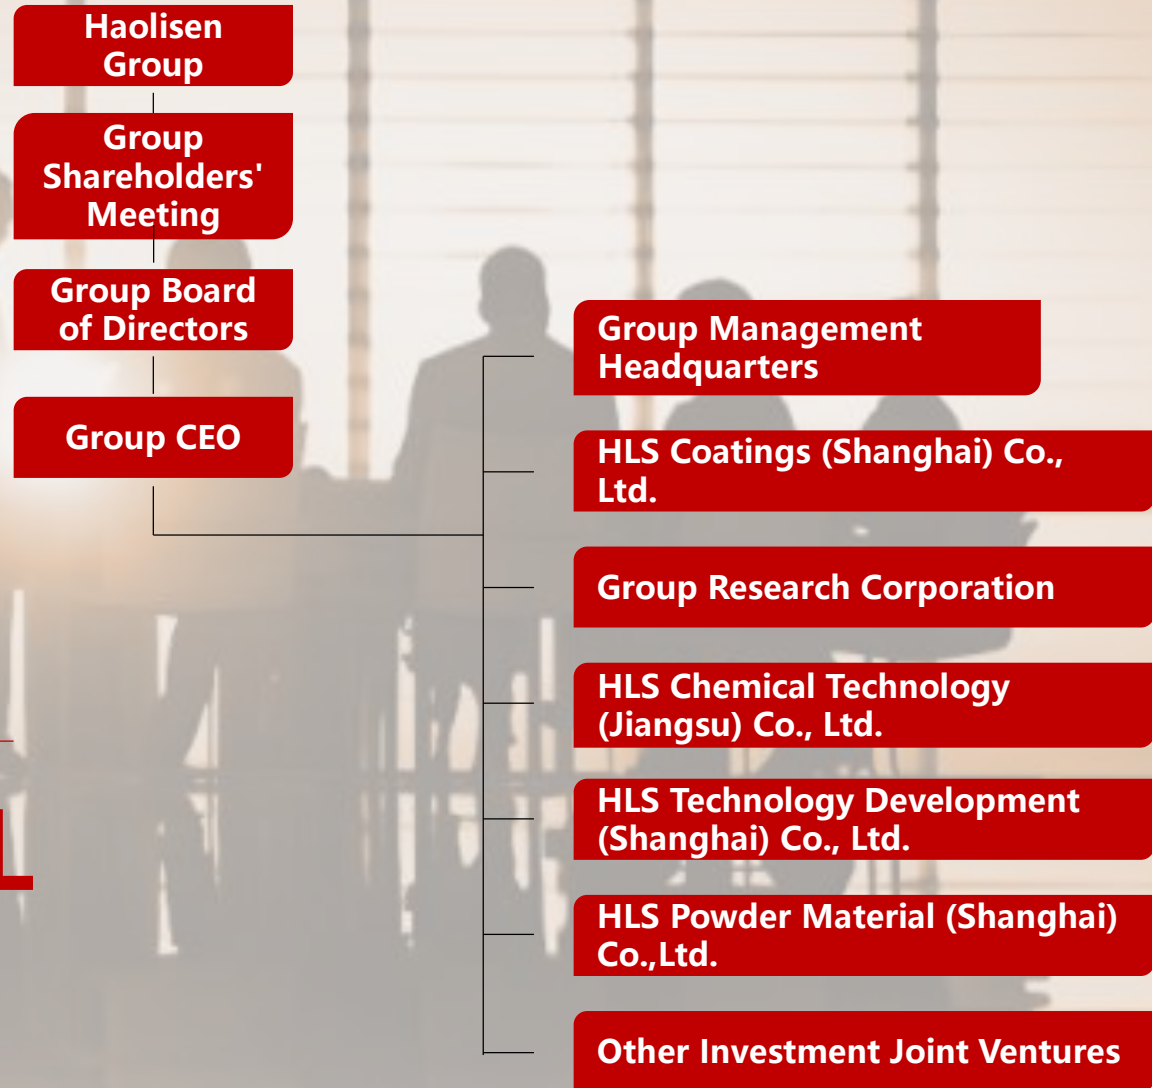 Haolisen
Group
Group
Shareholders'
Meeting
Group Board
of Directors
Group CEO
Group Management
Headquarters
HLS Coatings (Shanghai) Co.,
Ltd.
Group Research Corporation
HLS Chemical Technology
(Jiangsu) Co., Ltd.
HLS Technology Development
(Shanghai) Co., Ltd.
HLS Powder Material (Shanghai)
Co.,Ltd.
Other Investment Joint Ventures